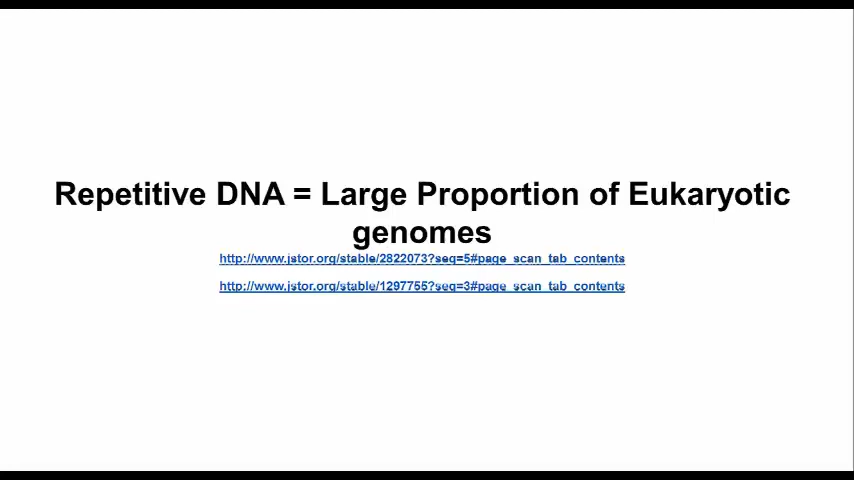 Repetitive DNA = Large Proportion of Eukaryotic
genomes
http://www.jstor.org/stable/2822073?seq=5#page_scan_tab_contents
http://www.jstor.org/stable/1297755?seq=3#page_scan_tab_contents